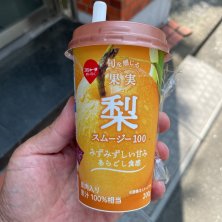 旬を感じる
果実
梨
スムージー100
みずみずしい甘み
あらごし食感
果汁100%相当